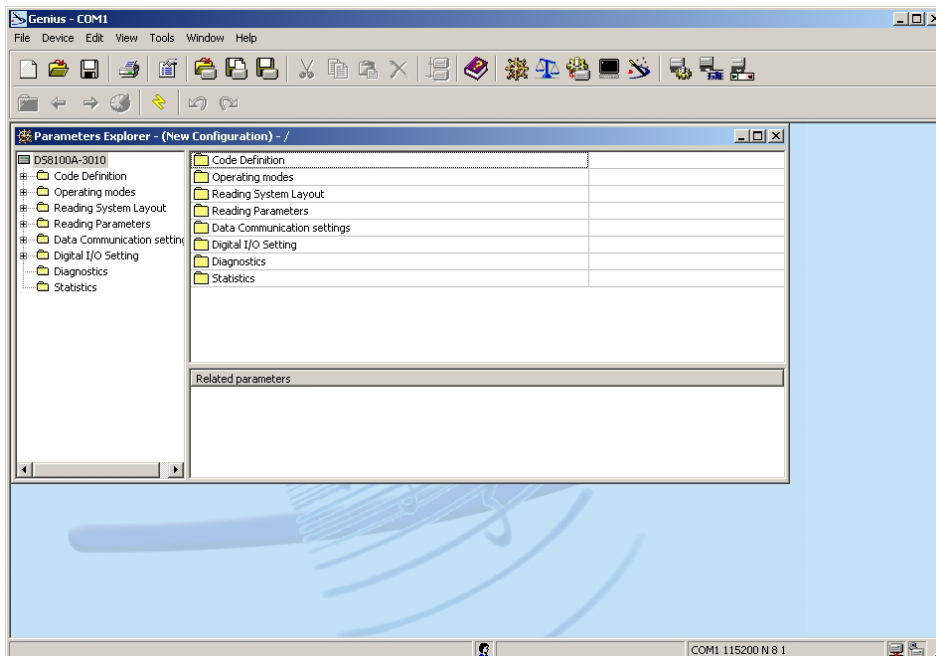 Genius - COM1
File Device Edit View Tools Window Help
Parameters Explorer - (New Configuration) - /
DS8100A-3010
Code Definition
Operating modes
Reading System Layout
Reading Parameters
Data Communication setting
Digital I/O Setting
Diagnostics
Statistics
Code Definition
Operating modes
Reading System Layout
Reading Parameters
Data Communication settings
Digital I/O Setting
Diagnostics
Statistics
Related parameters
COM1 115200 N 8 1